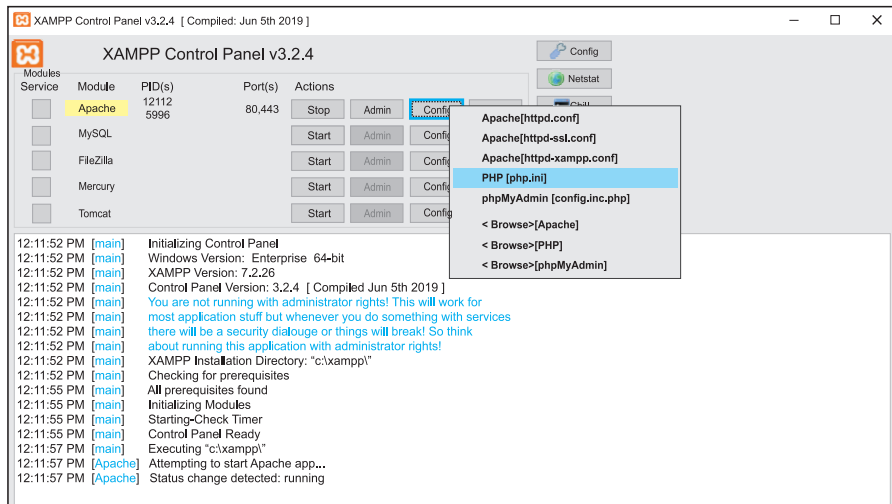 XAMPP Control Panel v3.2.4 [ Compiled: Jun 5th 2019 ]
XAMPP Control Panel v3.2.4
Config
Netstat
Modules
Service Module PID(s) Port(s) Actions
Apache 12112 5996 80,443 Stop Admin Config
MySQL Start Admin Config
FileZilla Start Admin Config
Mercury Start Admin Config
Tomcat Start Admin Config
Apache[httpd.conf]
Apache[httpd-ssl.conf]
Apache[httpd-xampp.conf]
PHP [php.ini]
phpMyAdmin [config.inc.php]
< Browse>[Apache]
< Browse>[PHP]
< Browse>[phpMyAdmin]
12:11:52 PM [main] Initializing Control Panel
12:11:52 PM [main] Windows Version: Enterprise 64-bit
12:11:52 PM [main] XAMPP Version: 7.2.26
12:11:52 PM [main] Control Panel Version: 3.2.4 [ Compiled Jun 5th 2019 ]
12:11:52 PM [main] You are not running with administrator rights! This will work for
12:11:52 PM [main] most application stuff but whenever you do something with services
12:11:52 PM [main] there will be a security dialouge or things will break! So think
12:11:52 PM [main] about running this application with administrator rights!
12:11:52 PM [main] XAMPP Installation Directory: “c:\xampp\”
12:11:52 PM [main] Checking for prerequisites
12:11:55 PM [main] All prerequisites found
12:11:55 PM [main] Initializing Modules
12:11:55 PM [main] Starting-Check Timer
12:11:55 PM [main] Control Panel Ready
12:11:57 PM [main] Executing “c:\xampp\”
12:11:57 PM [Apache] Attempting to start Apache app...
12:11:57 PM [Apache] Status change detected: running